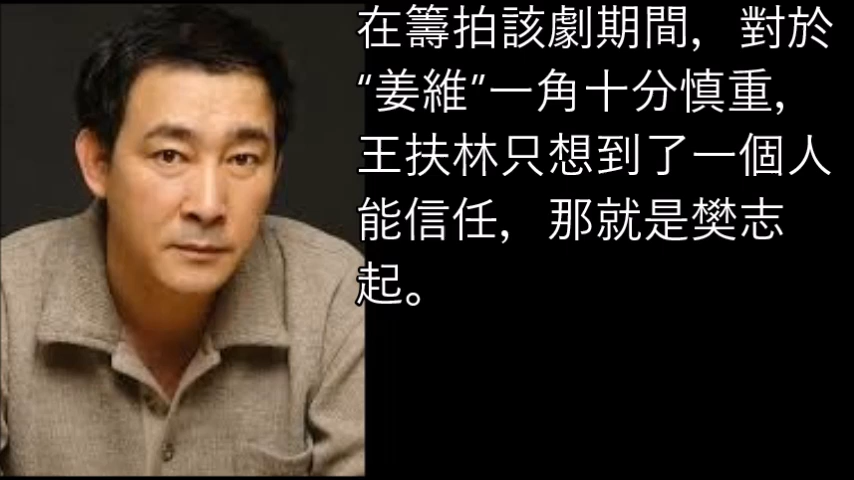 在籌拍該劇期間，對於
“姜維”一角十分慎重，
王扶林只想到了一個人
能信任，那就是樊志
起。